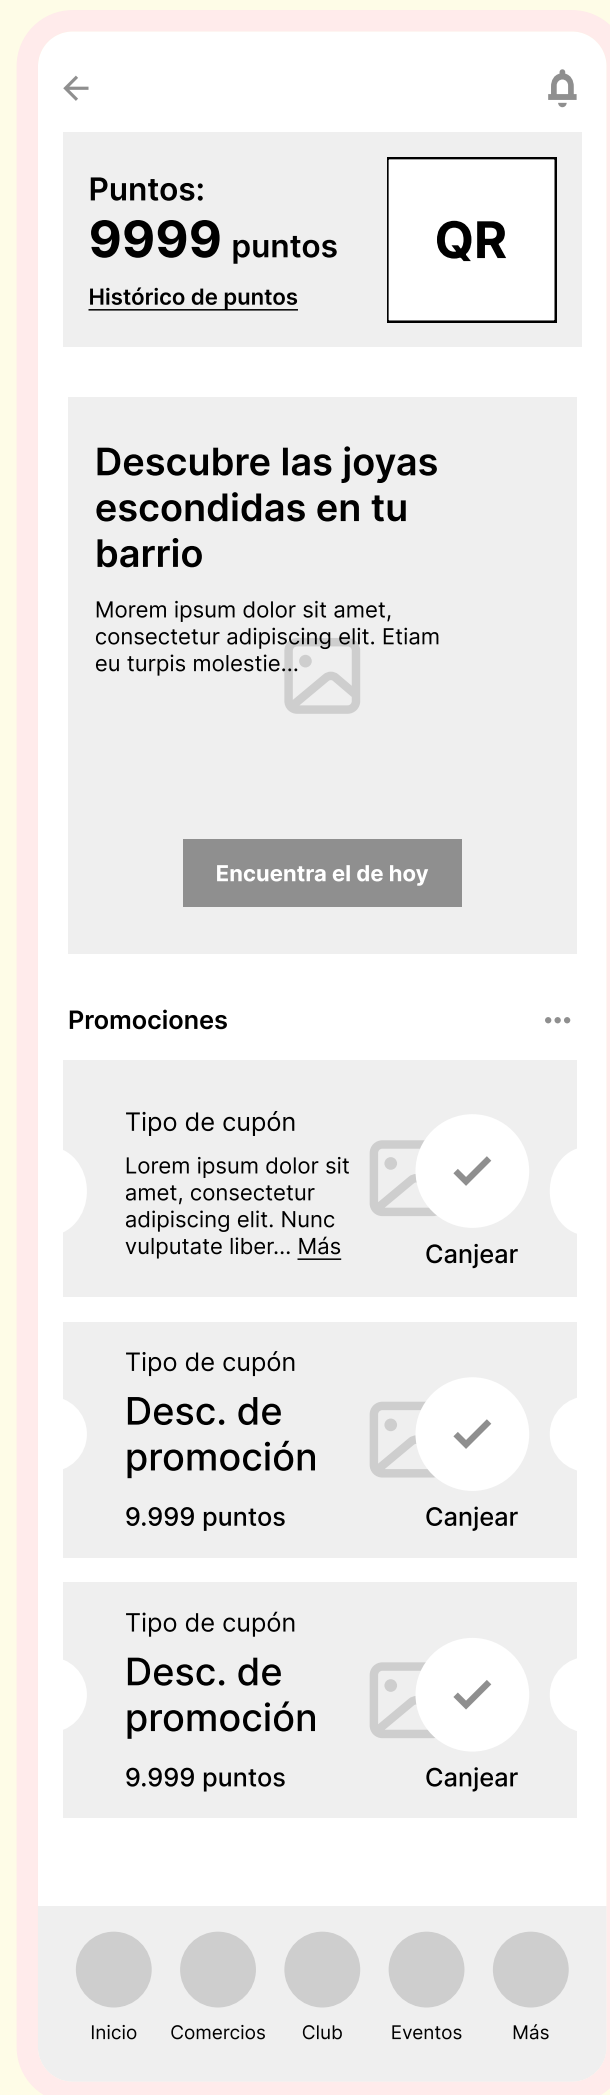 Puntos:
9999 puntos
Histórico de puntos
QR
Descubre las joyas
escondidas en tu
barrio
Morem ipsum dolor sit amet,
consectetur adipiscing elit. Etiam
eu turpis molestie...
Encuentra el de hoy
Promociones
Tipo de cupón
Lorem ipsum dolor sit
amet, consectetur
adipiscing elit. Nunc
vulputate liber... Más
Canjear
Tipo de cupón
Desc. de
promoción
9.999 puntos
Canjear
Tipo de cupón
Desc. de
promoción
9.999 puntos
Canjear
Inicio
Comercios
Club
Eventos
Más